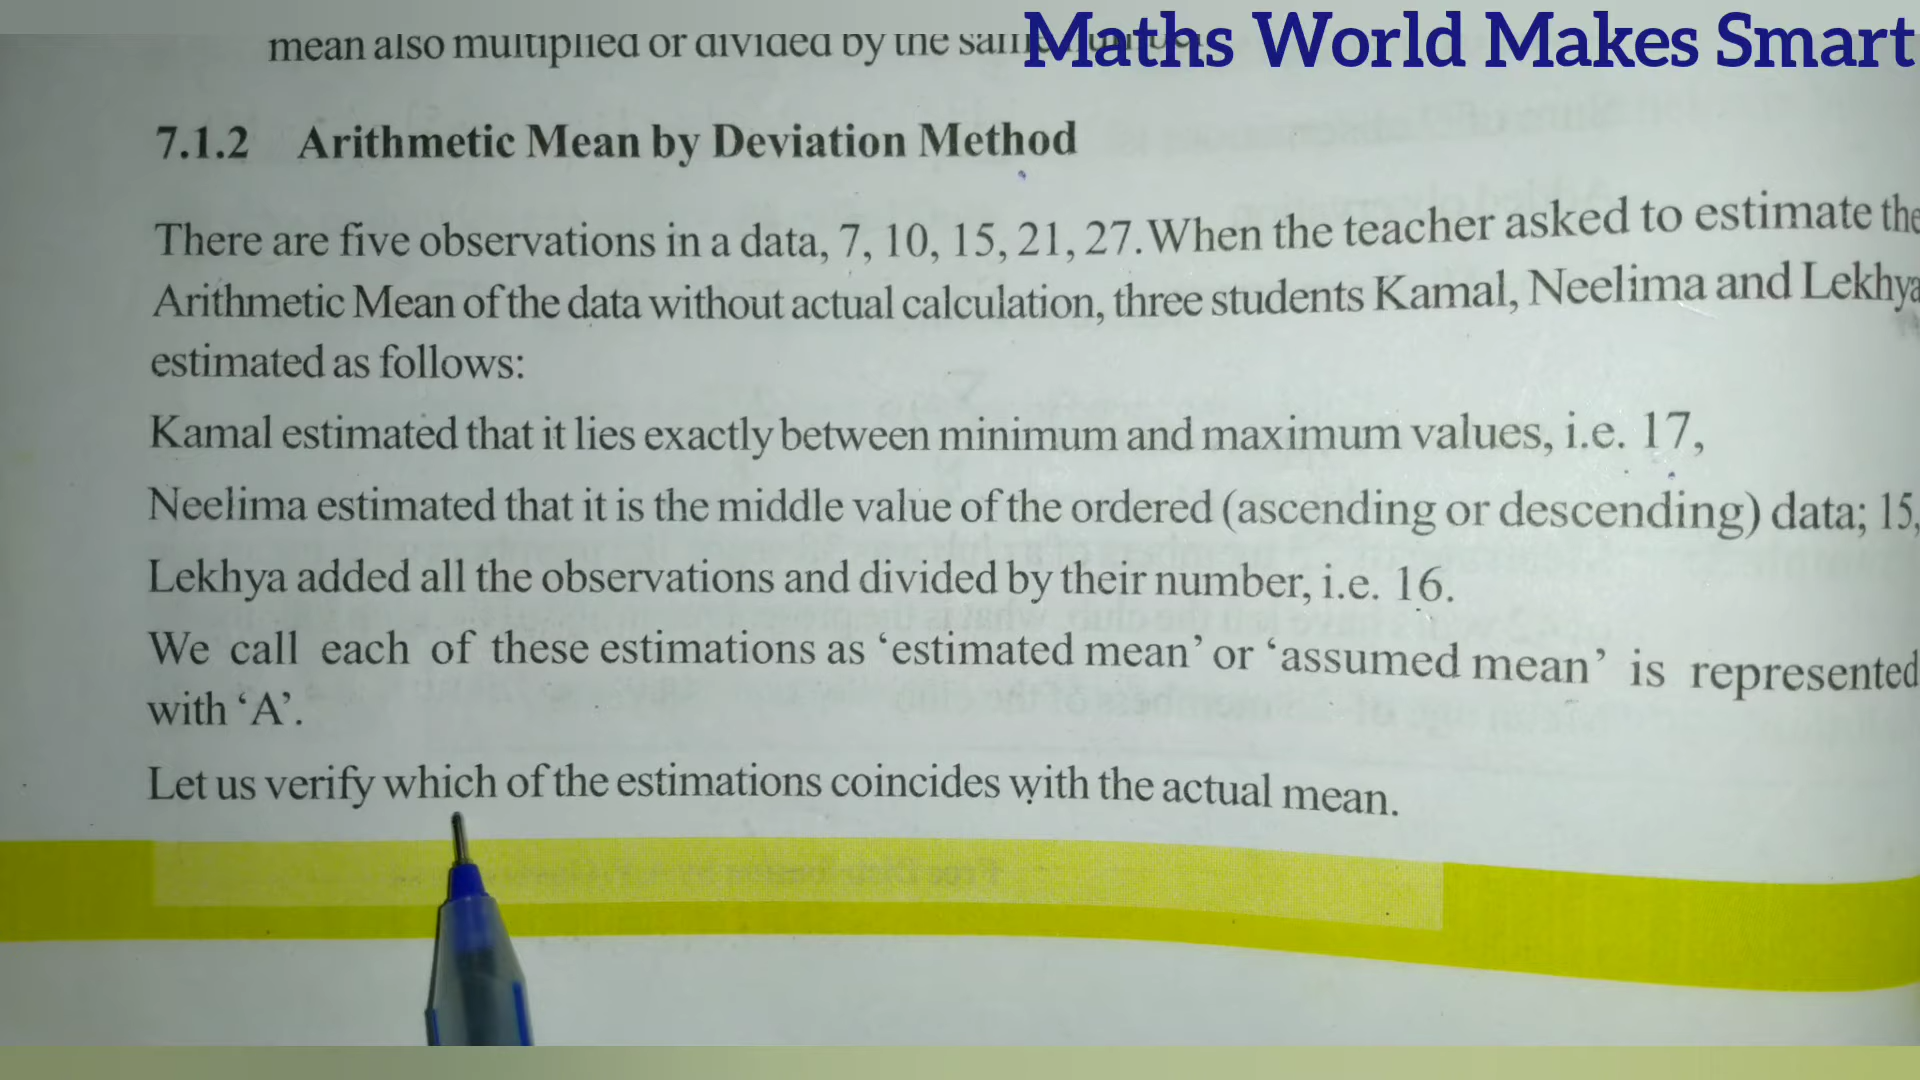 Maths World Makes Smart
mean also multiplied or divided by the
7.1.2 Arithmetic Mean by Deviation Method
There are five observations in a data, 7, 10, 15, 21, 27. When the teacher asked to estimate the
Arithmetic Mean of the data without actual calculation, three students Kamal, Neelima and Lekhya
estimated as follows:
Kamal estimated that it lies exactly between minimum and maximum values, i.e. 17,
Neelima estimated that it is the middle value of the ordered (ascending or descending) data; 15,
Lekhya added all the observations and divided by their number, i.e. 16.
We call each of these estimations as ‘estimated mean’ or ‘assumed mean’ is represented
with ‘A’.
Let us verify which of the estimations coincides with the actual mean.